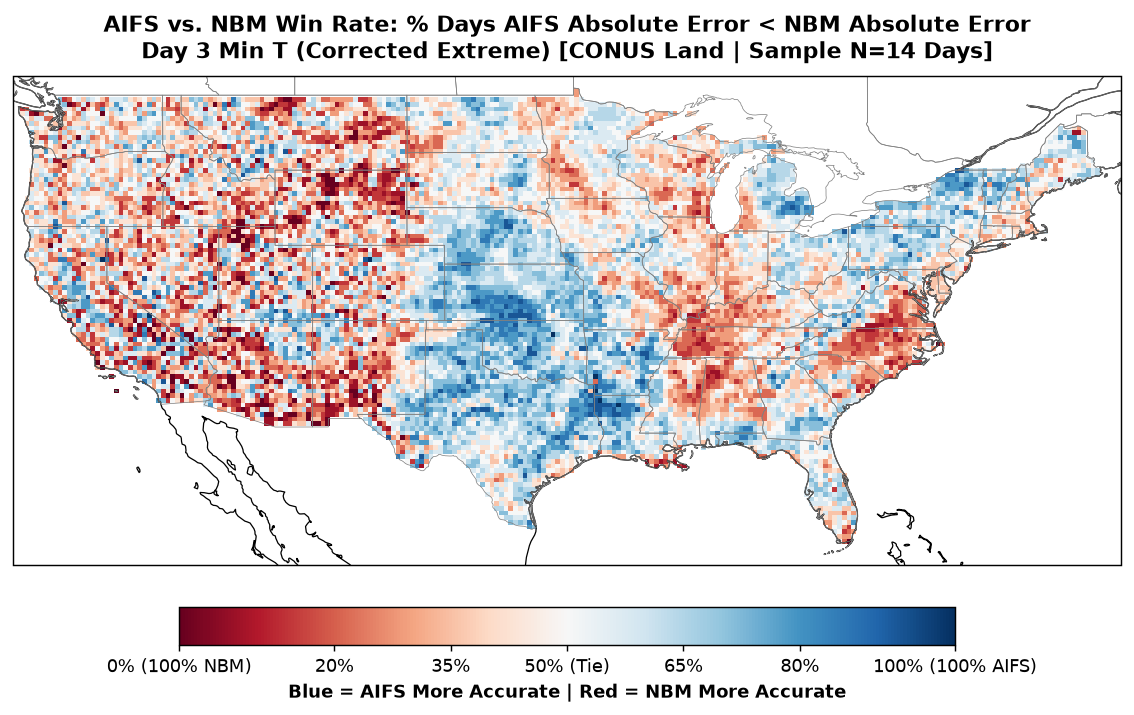 AIFS vs. NBM Win Rate: % Days AIFS Absolute Error < NBM Absolute Error
Day 3 Min T (Corrected Extreme) [CONUS Land | Sample N=14 Days]
0% (100% NBM) 20% 35% 50% (Tie) 65% 80% 100% (100% AIFS)
Blue = AIFS More Accurate | Red = NBM More Accurate